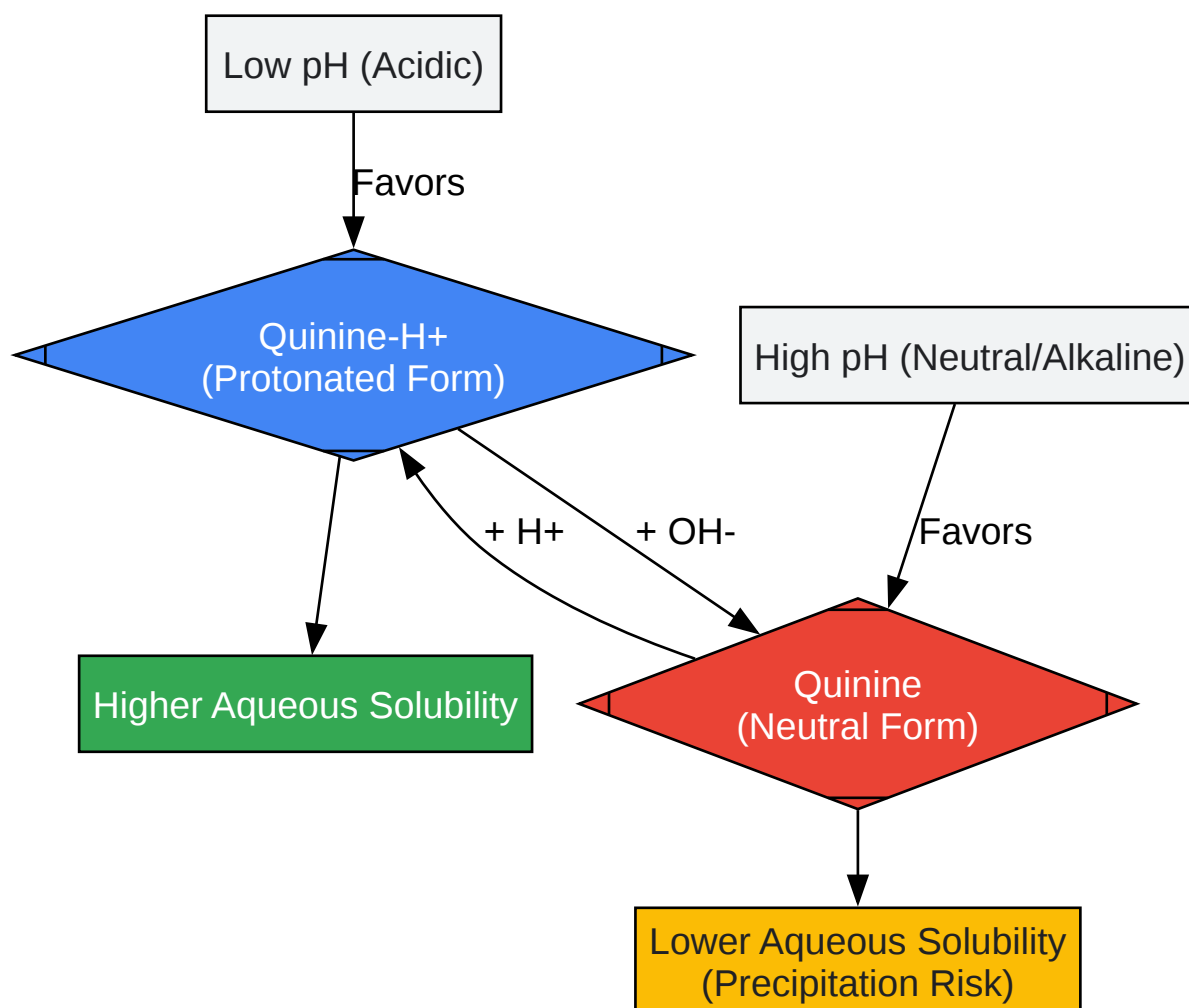 Low pH (Acidic)
Favors
Quinine-H+
(Protonated Form)
High pH (Neutral/Alkaline)
+ H+
+ OH-
Favors
Higher Aqueous Solubility
Quinine
(Neutral Form)
Lower Aqueous Solubility
(Precipitation Risk)